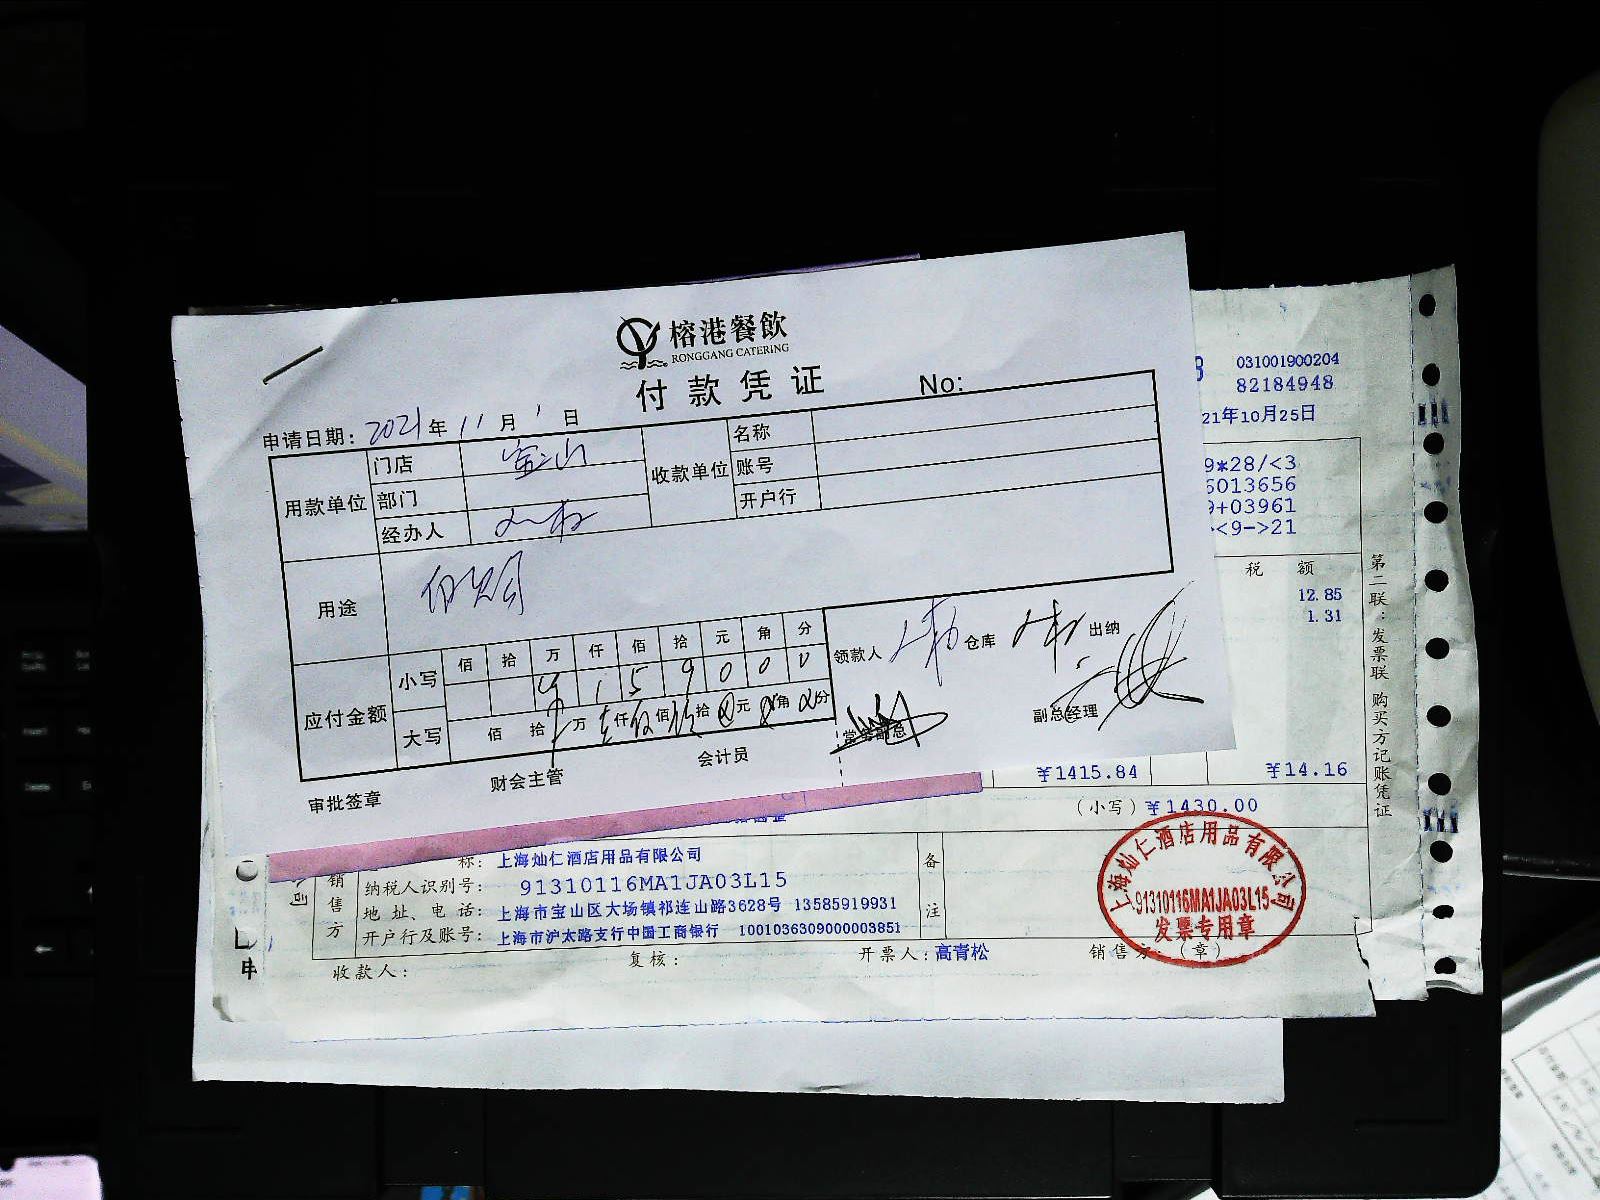 榕港餐飲
RONGGANG CATERING
付款凭证
No:
申请日期: 2021年 11月 1日
用款单位
门店
部门
经办人
收款单位
名称
账号
开户行
用途
应付金额
小写
佰 拾 万 仟 佰 拾 元 角 分
1 5 9 0 0 0
大写
佰 拾 万 仟 佰 拾 元 角 分
领款人
仓库
出纳
副总经理
审批签章
财会主管
会计员
031001900204
82184948
21年10月25日
9*28/<3
6013656
9+03961
<9->21
税 额
12.85
1.31
¥1415.84
¥14.16
(小写) ¥1430.00
第二联:发票联 购买方记账凭证
销售方
称: 上海灿仁酒店用品有限公司
纳税人识别号: 91310116MA1JA03L15
地 址、电 话: 上海市宝山区大场镇祁连山路3628号 13585919931
开户行及账号: 上海市沪太路支行中国工商银行 1001036309000003851
备注
收款人:
复核:
开票人: 高青松
销售方:(章)
上海灿仁酒店用品有限公司
91310116MA1JA03L15
发票专用章